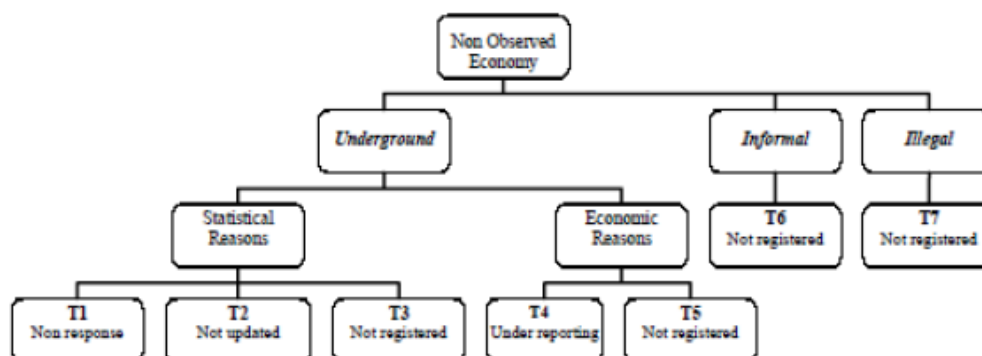 Non Observed
Economy
Underground
Informal
Illegal
Statistical
Reasons
Economic
Reasons
T6
Not registered
T7
Not registered
T1
Non response
T2
Not updated
T3
Not registered
T4
Under reporting
T5
Not registered